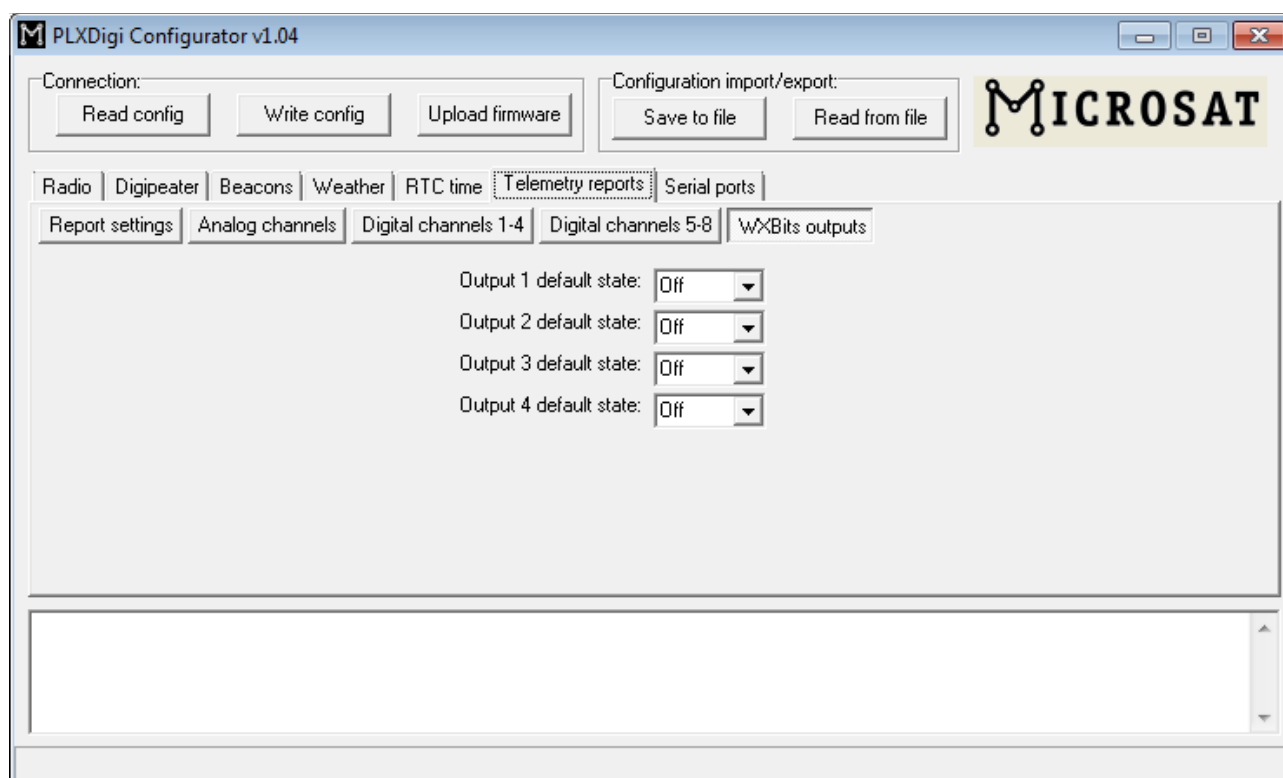 PLXDigi Configurator v1.04
Connection:
Configuration import/export:
Read config Write config Upload firmware Save to file Read from file
MICROSAT
Radio Digipeater Beacons Weather RTC time Telemetry reports Serial ports
Report settings Analog channels Digital channels 1-4 Digital channels 5-8 WXBits outputs
Output 1 default state: Off
Output 2 default state: Off
Output 3 default state: Off
Output 4 default state: Off